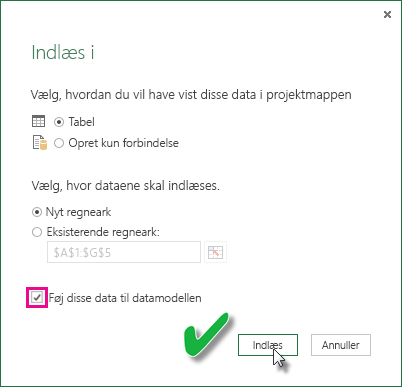 Indlæs i
Vælg, hvordan du vil have vist disse data i projektmappen
Tabel
Opret kun forbindelse
Vælg, hvor dataene skal indlæses.
Nyt regneark
Eksisterende regneark:
$A$1:$G$5
Føj disse data til datamodellen
Indlæs Annuller